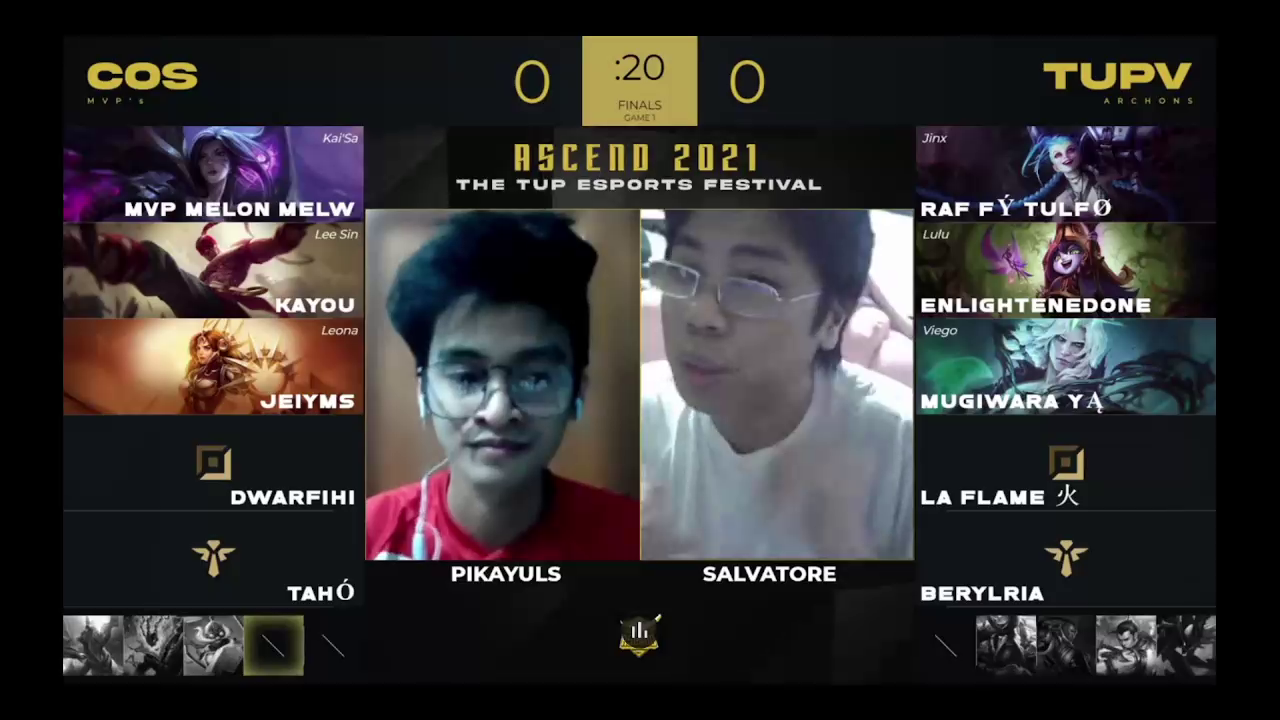 COS
MVP's
0
:20
FINALS
GAME 1
0
TUPV
ARCHONS
ASCEND 2021
THE TUP ESPORTS FESTIVAL
Kai'Sa
MVP MELON MELW
Lee Sin
KAYOU
Leona
JEIYMS
DWARFIHI
TAHÓ
Jinx
RAF FÝ TULFØ
Lulu
ENLIGHTENEDONE
Viego
MUGIWARA YĄ
LA FLAME 火
BERYLRIA
PIKAYULS
SALVATORE